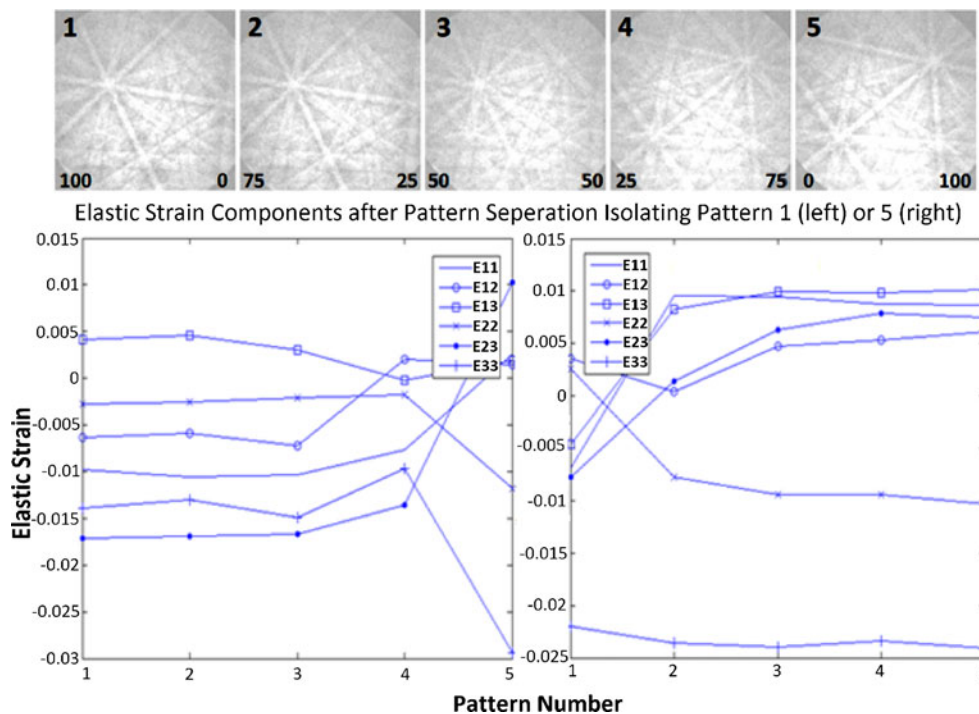 1 2 3 4 5
100 0 75 25 50 50 25 75 0 100
Elastic Strain Components after Pattern Seperation Isolating Pattern 1 (left) or 5 (right)
0.015
0.01
0.005
0
-0.005
-0.01
-0.015
-0.02
-0.025
-0.03
Elastic Strain
E11
E12
E13
E22
E23
E33
1 2 3 4 5
0.015
0.01
0.005
0
-0.005
-0.01
-0.015
-0.02
-0.025
E11
E12
E13
E22
E23
E33
1 2 3 4
Pattern Number